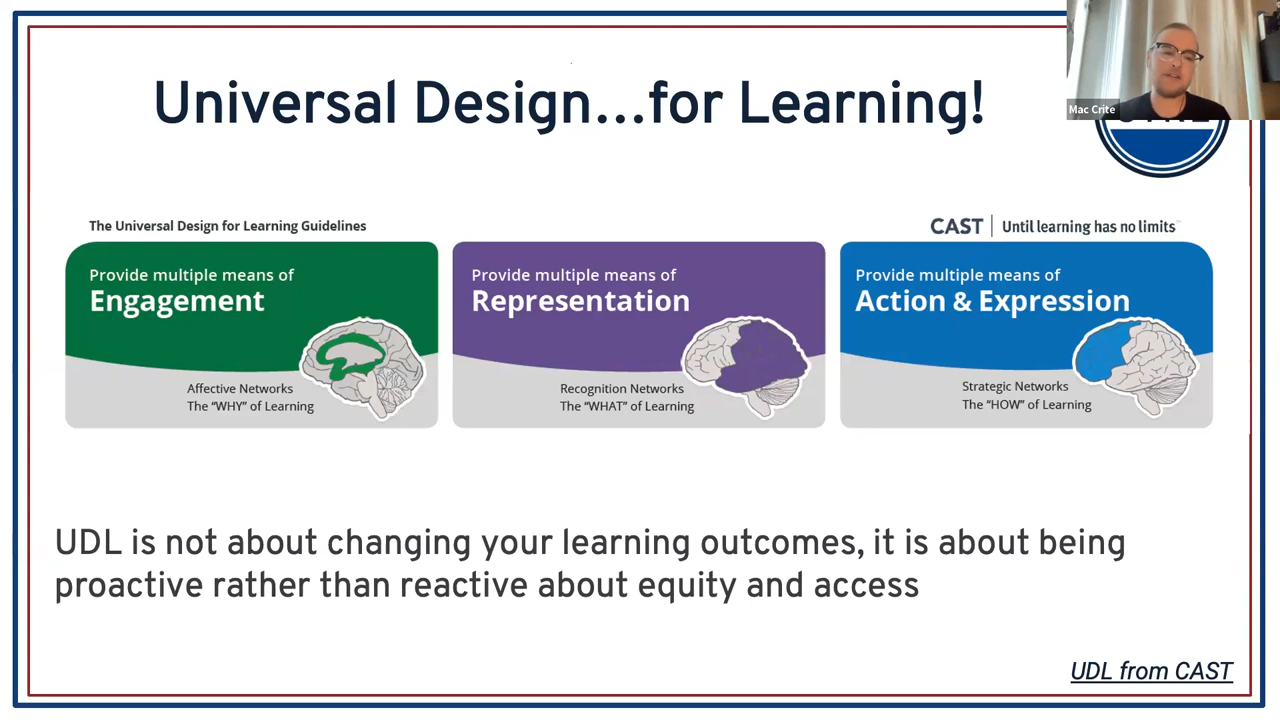 Universal Design...for Learning!
Mac Crite
The Universal Design for Learning Guidelines
CAST | Until learning has no limits™
Provide multiple means of
Engagement
Affective Networks
The “WHY” of Learning
Provide multiple means of
Representation
Recognition Networks
The “WHAT” of Learning
Provide multiple means of
Action & Expression
Strategic Networks
The “HOW” of Learning
UDL is not about changing your learning outcomes, it is about being
proactive rather than reactive about equity and access
UDL from CAST